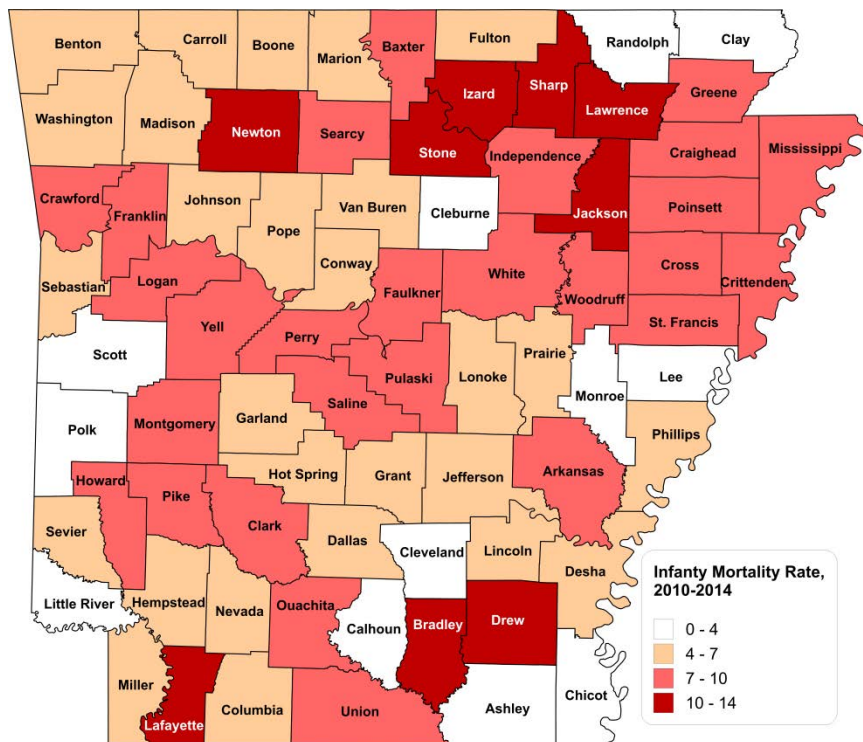 Benton
Carroll
Boone
Marion
Baxter
Fulton
Randolph
Clay
Izard
Sharp
Lawrence
Greene
Washington
Madison
Newton
Searcy
Stone
Independence
Craighead
Mississippi
Crawford
Franklin
Johnson
Pope
Van Buren
Cleburne
Jackson
Poinsett
Sebastian
Logan
Conway
Faulkner
White
Woodruff
Cross
Crittenden
Scott
Yell
Perry
Pulaski
Lonoke
Prairie
St. Francis
Monroe
Lee
Polk
Montgomery
Garland
Saline
Phillips
Howard
Pike
Hot Spring
Grant
Jefferson
Arkansas
Sevier
Clark
Dallas
Cleveland
Lincoln
Desha
Little River
Hempstead
Nevada
Ouachita
Calhoun
Bradley
Drew
Miller
Lafayette
Columbia
Union
Ashley
Chicot
Infanty Mortality Rate,
2010-2014
0 - 4
4 - 7
7 - 10
10 - 14